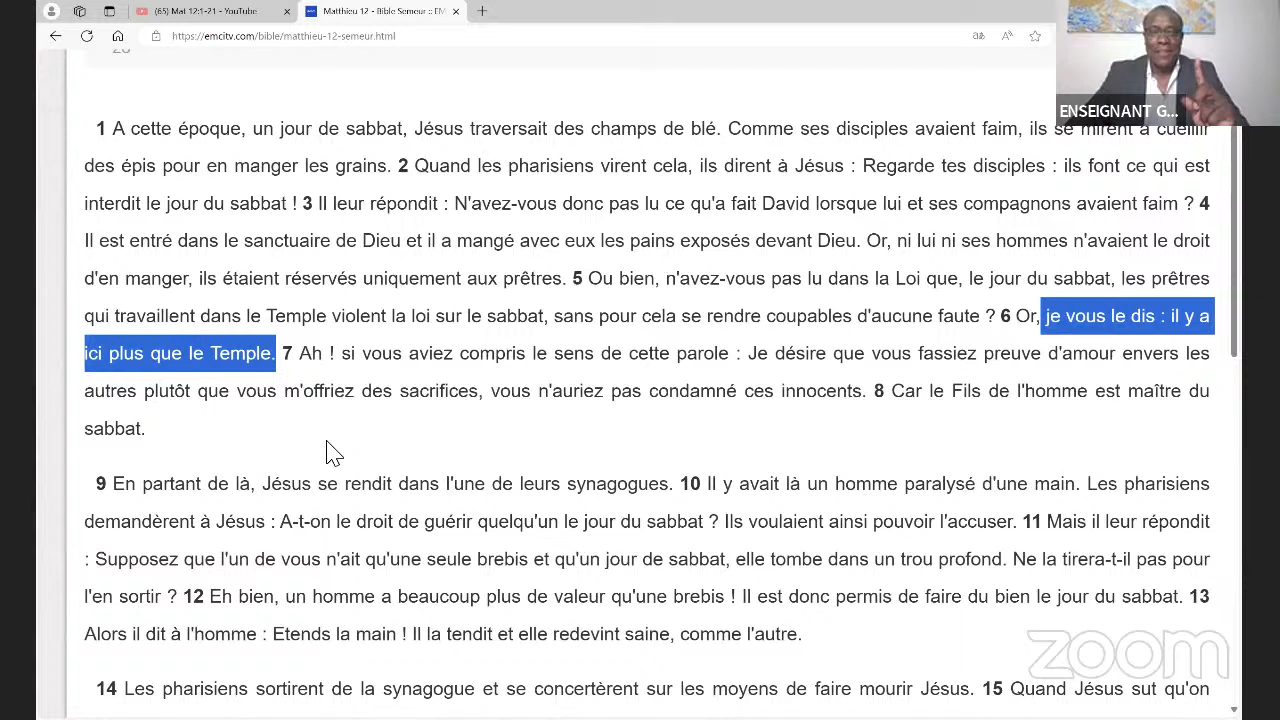 (65) Mat 12:1-21 - YouTube
Matthieu 12 - Bible Semeur :: EM
https://emcitv.com/bible/matthieu-12-semeur.html
ENSEIGNANT G...
1 A cette époque, un jour de sabbat, Jésus traversait des champs de blé. Comme ses disciples avaient faim, ils se mirent à cueillir
des épis pour en manger les grains. 2 Quand les pharisiens virent cela, ils dirent à Jésus : Regarde tes disciples : ils font ce qui est
interdit le jour du sabbat ! 3 Il leur répondit : N'avez-vous donc pas lu ce qu'a fait David lorsque lui et ses compagnons avaient faim ? 4
Il est entré dans le sanctuaire de Dieu et il a mangé avec eux les pains exposés devant Dieu. Or, ni lui ni ses hommes n'avaient le droit
d'en manger, ils étaient réservés uniquement aux prêtres. 5 Ou bien, n'avez-vous pas lu dans la Loi que, le jour du sabbat, les prêtres
qui travaillent dans le Temple violent la loi sur le sabbat, sans pour cela se rendre coupables d'aucune faute ? 6 Or, je vous le dis : il y a
ici plus que le Temple. 7 Ah ! si vous aviez compris le sens de cette parole : Je désire que vous fassiez preuve d'amour envers les
autres plutôt que vous m'offriez des sacrifices, vous n'auriez pas condamné ces innocents. 8 Car le Fils de l'homme est maître du
sabbat.
9 En partant de là, Jésus se rendit dans l'une de leurs synagogues. 10 Il y avait là un homme paralysé d'une main. Les pharisiens
demandèrent à Jésus : A-t-on le droit de guérir quelqu'un le jour du sabbat ? Ils voulaient ainsi pouvoir l'accuser. 11 Mais il leur répondit
: Supposez que l'un de vous n'ait qu'une seule brebis et qu'un jour de sabbat, elle tombe dans un trou profond. Ne la tirera-t-il pas pour
l'en sortir ? 12 Eh bien, un homme a beaucoup plus de valeur qu'une brebis ! Il est donc permis de faire du bien le jour du sabbat. 13
Alors il dit à l'homme : Etends la main ! Il la tendit et elle redevint saine, comme l'autre.
zoom
14 Les pharisiens sortirent de la synagogue et se concertèrent sur les moyens de faire mourir Jésus. 15 Quand Jésus sut qu'on